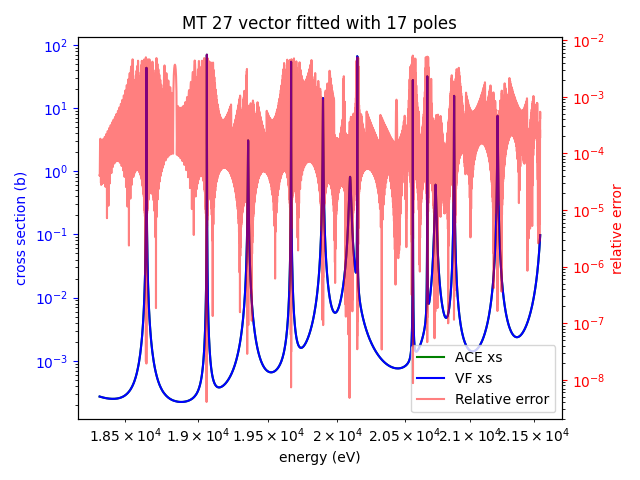 MT 27 vector fitted with 17 poles
cross section (b)
10²
10¹
10⁰
10⁻¹
10⁻²
10⁻³
10⁻²
10⁻³
10⁻⁴
10⁻⁵
10⁻⁶
10⁻⁷
10⁻⁸
relative error
ACE xs
VF xs
Relative error
1.85 × 10⁴ 1.9 × 10⁴ 1.95 × 10⁴ 2 × 10⁴ 2.05 × 10⁴ 2.1 × 10⁴ 2.15 × 10⁴
energy (eV)